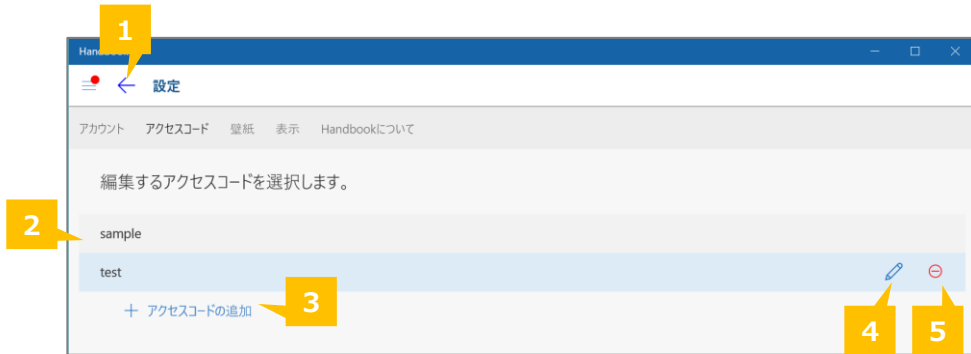 1
設定
アカウント アクセスコード 壁紙 表示 Handbookについて
編集するアクセスコードを選択します。
2
sample
test
+ アクセスコードの追加
3
4
5